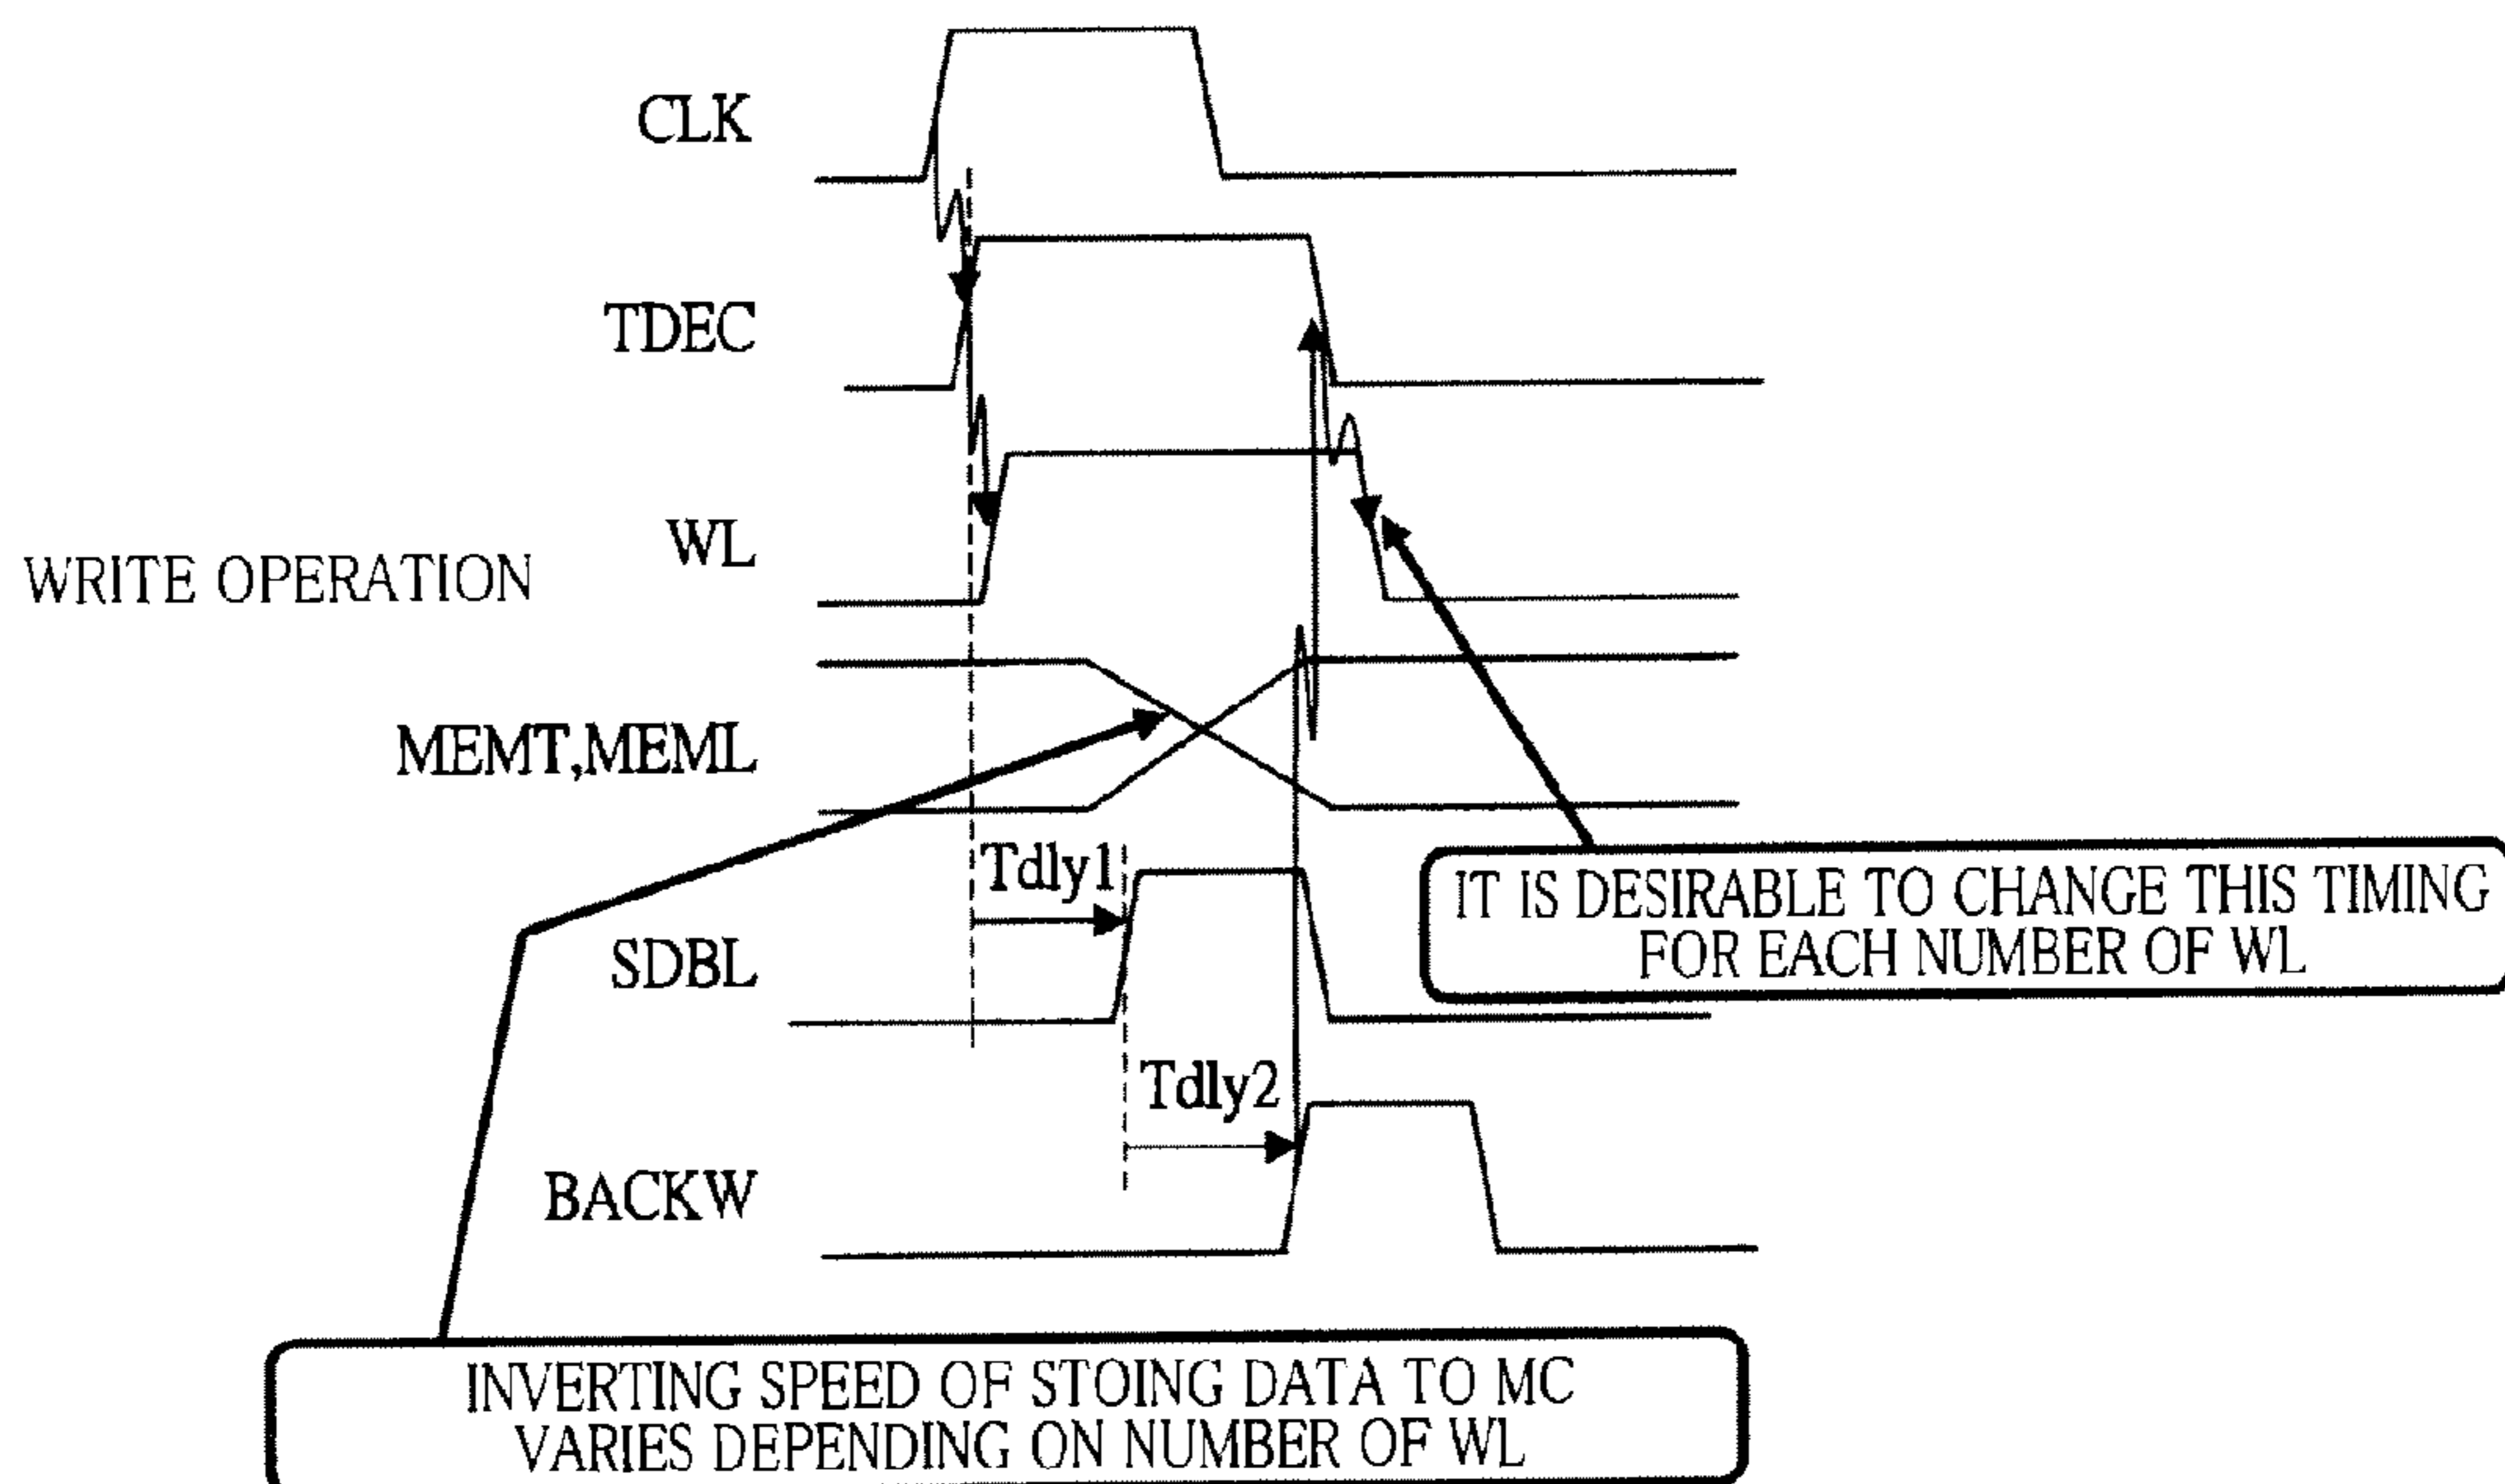 CLK
TDEC
WL
WRITE OPERATION
MEMT,MEML
Tdly1
IT IS DESIRABLE TO CHANGE THIS TIMING
FOR EACH NUMBER OF WL
SDBL
Tdly2
BACKW
INVERTING SPEED OF STOING DATA TO MC
VARIES DEPENDING ON NUMBER OF WL